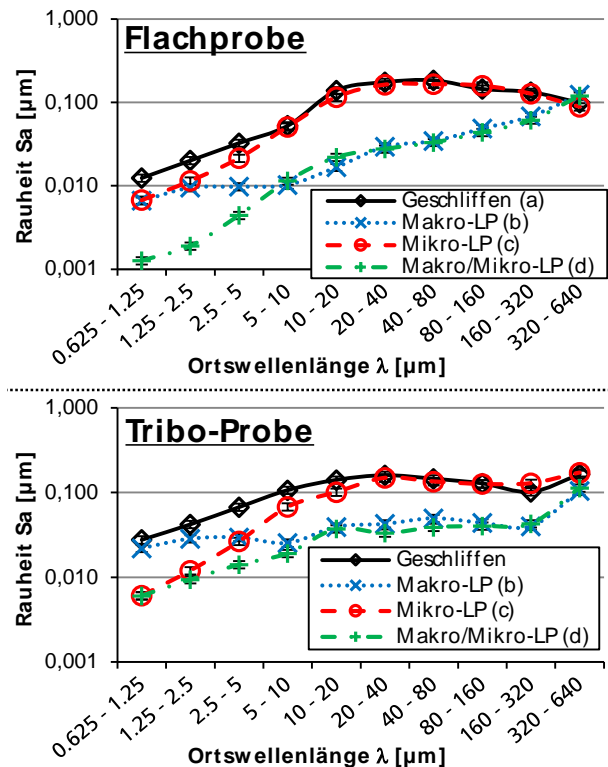 Flachprobe
Rauheit Sa [µm]
1,000
0,100
0,010
0,001
Geschliffen (a)
Makro-LP (b)
Mikro-LP (c)
Makro/Mikro-LP (d)
0.625 - 1.25
1.25 - 2.5
2.5 - 5
5 - 10
10 - 20
20 - 40
40 - 80
80 - 160
160 - 320
320 - 640
Ortswellenlänge λ [µm]
Tribo-Probe
Rauheit Sa [µm]
1,000
0,100
0,010
0,001
Geschliffen
Makro-LP (b)
Mikro-LP (c)
Makro/Mikro-LP (d)
0.625 - 1.25
1.25 - 2.5
2.5 - 5
5 - 10
10 - 20
20 - 40
40 - 80
80 - 160
160 - 320
320 - 640
Ortswellenlänge λ [µm]